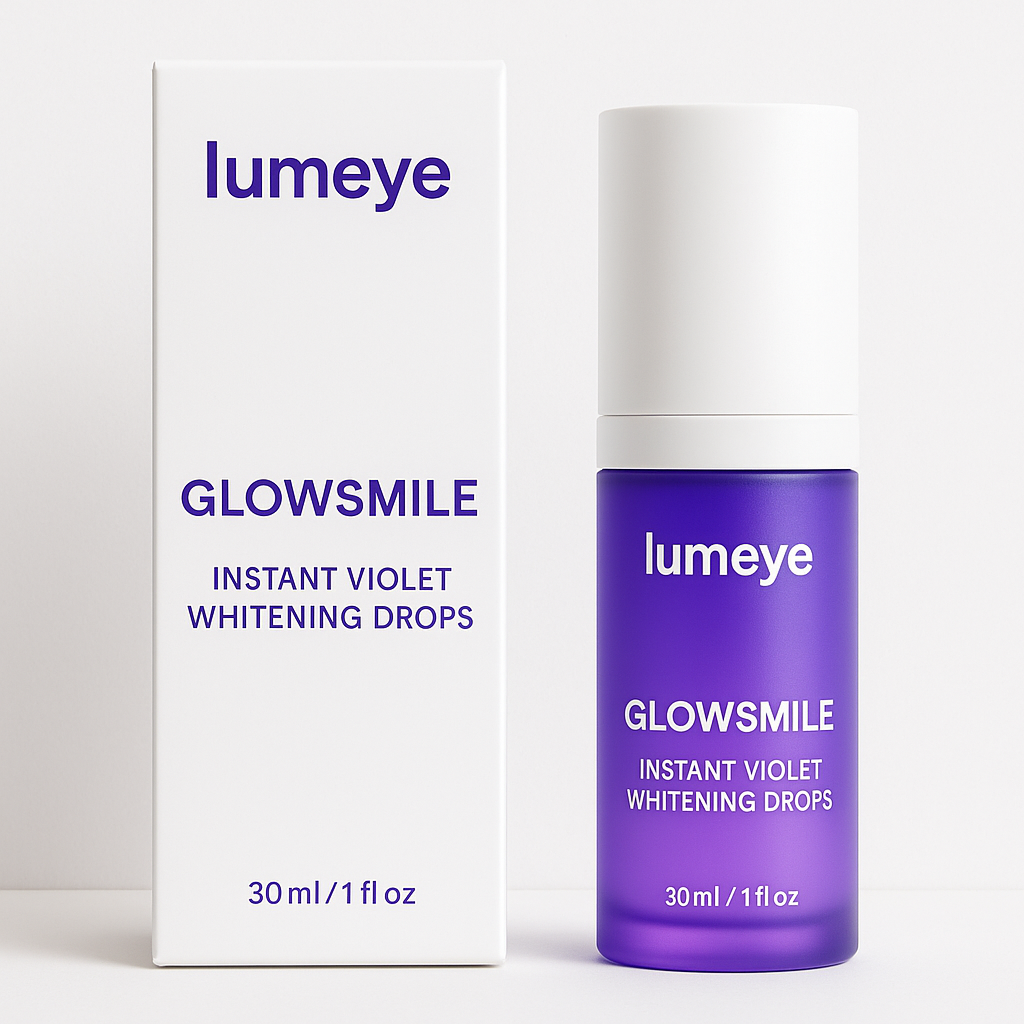 lumeye
GLOWSMILE
INSTANT VIOLET
WHITENING DROPS
30 ml / 1 fl oz
lumeye
GLOWSMILE
INSTANT VIOLET
WHITENING DROPS
30 ml / 1 fl oz